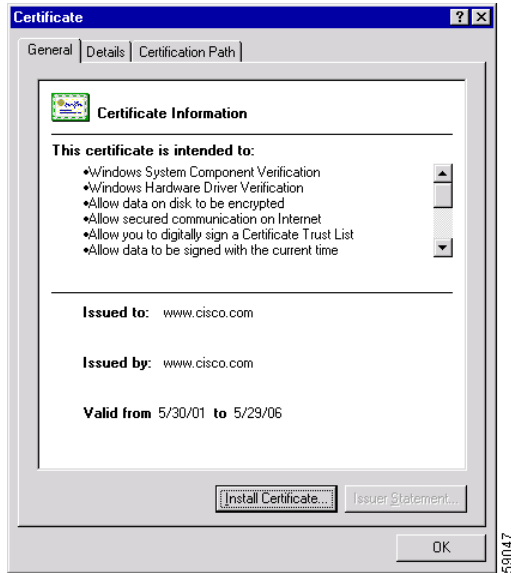 Certificate
General Details Certification Path
Certificate Information
This certificate is intended to:
•Windows System Component Verification
•Windows Hardware Driver Verification
•Allow data on disk to be encrypted
•Allow secured communication on Internet
•Allow you to digitally sign a Certificate Trust List
•Allow data to be signed with the current time
Issued to: www.cisco.com
Issued by: www.cisco.com
Valid from 5/30/01 to 5/29/06
Install Certificate... Issuer Statement...
OK
59047